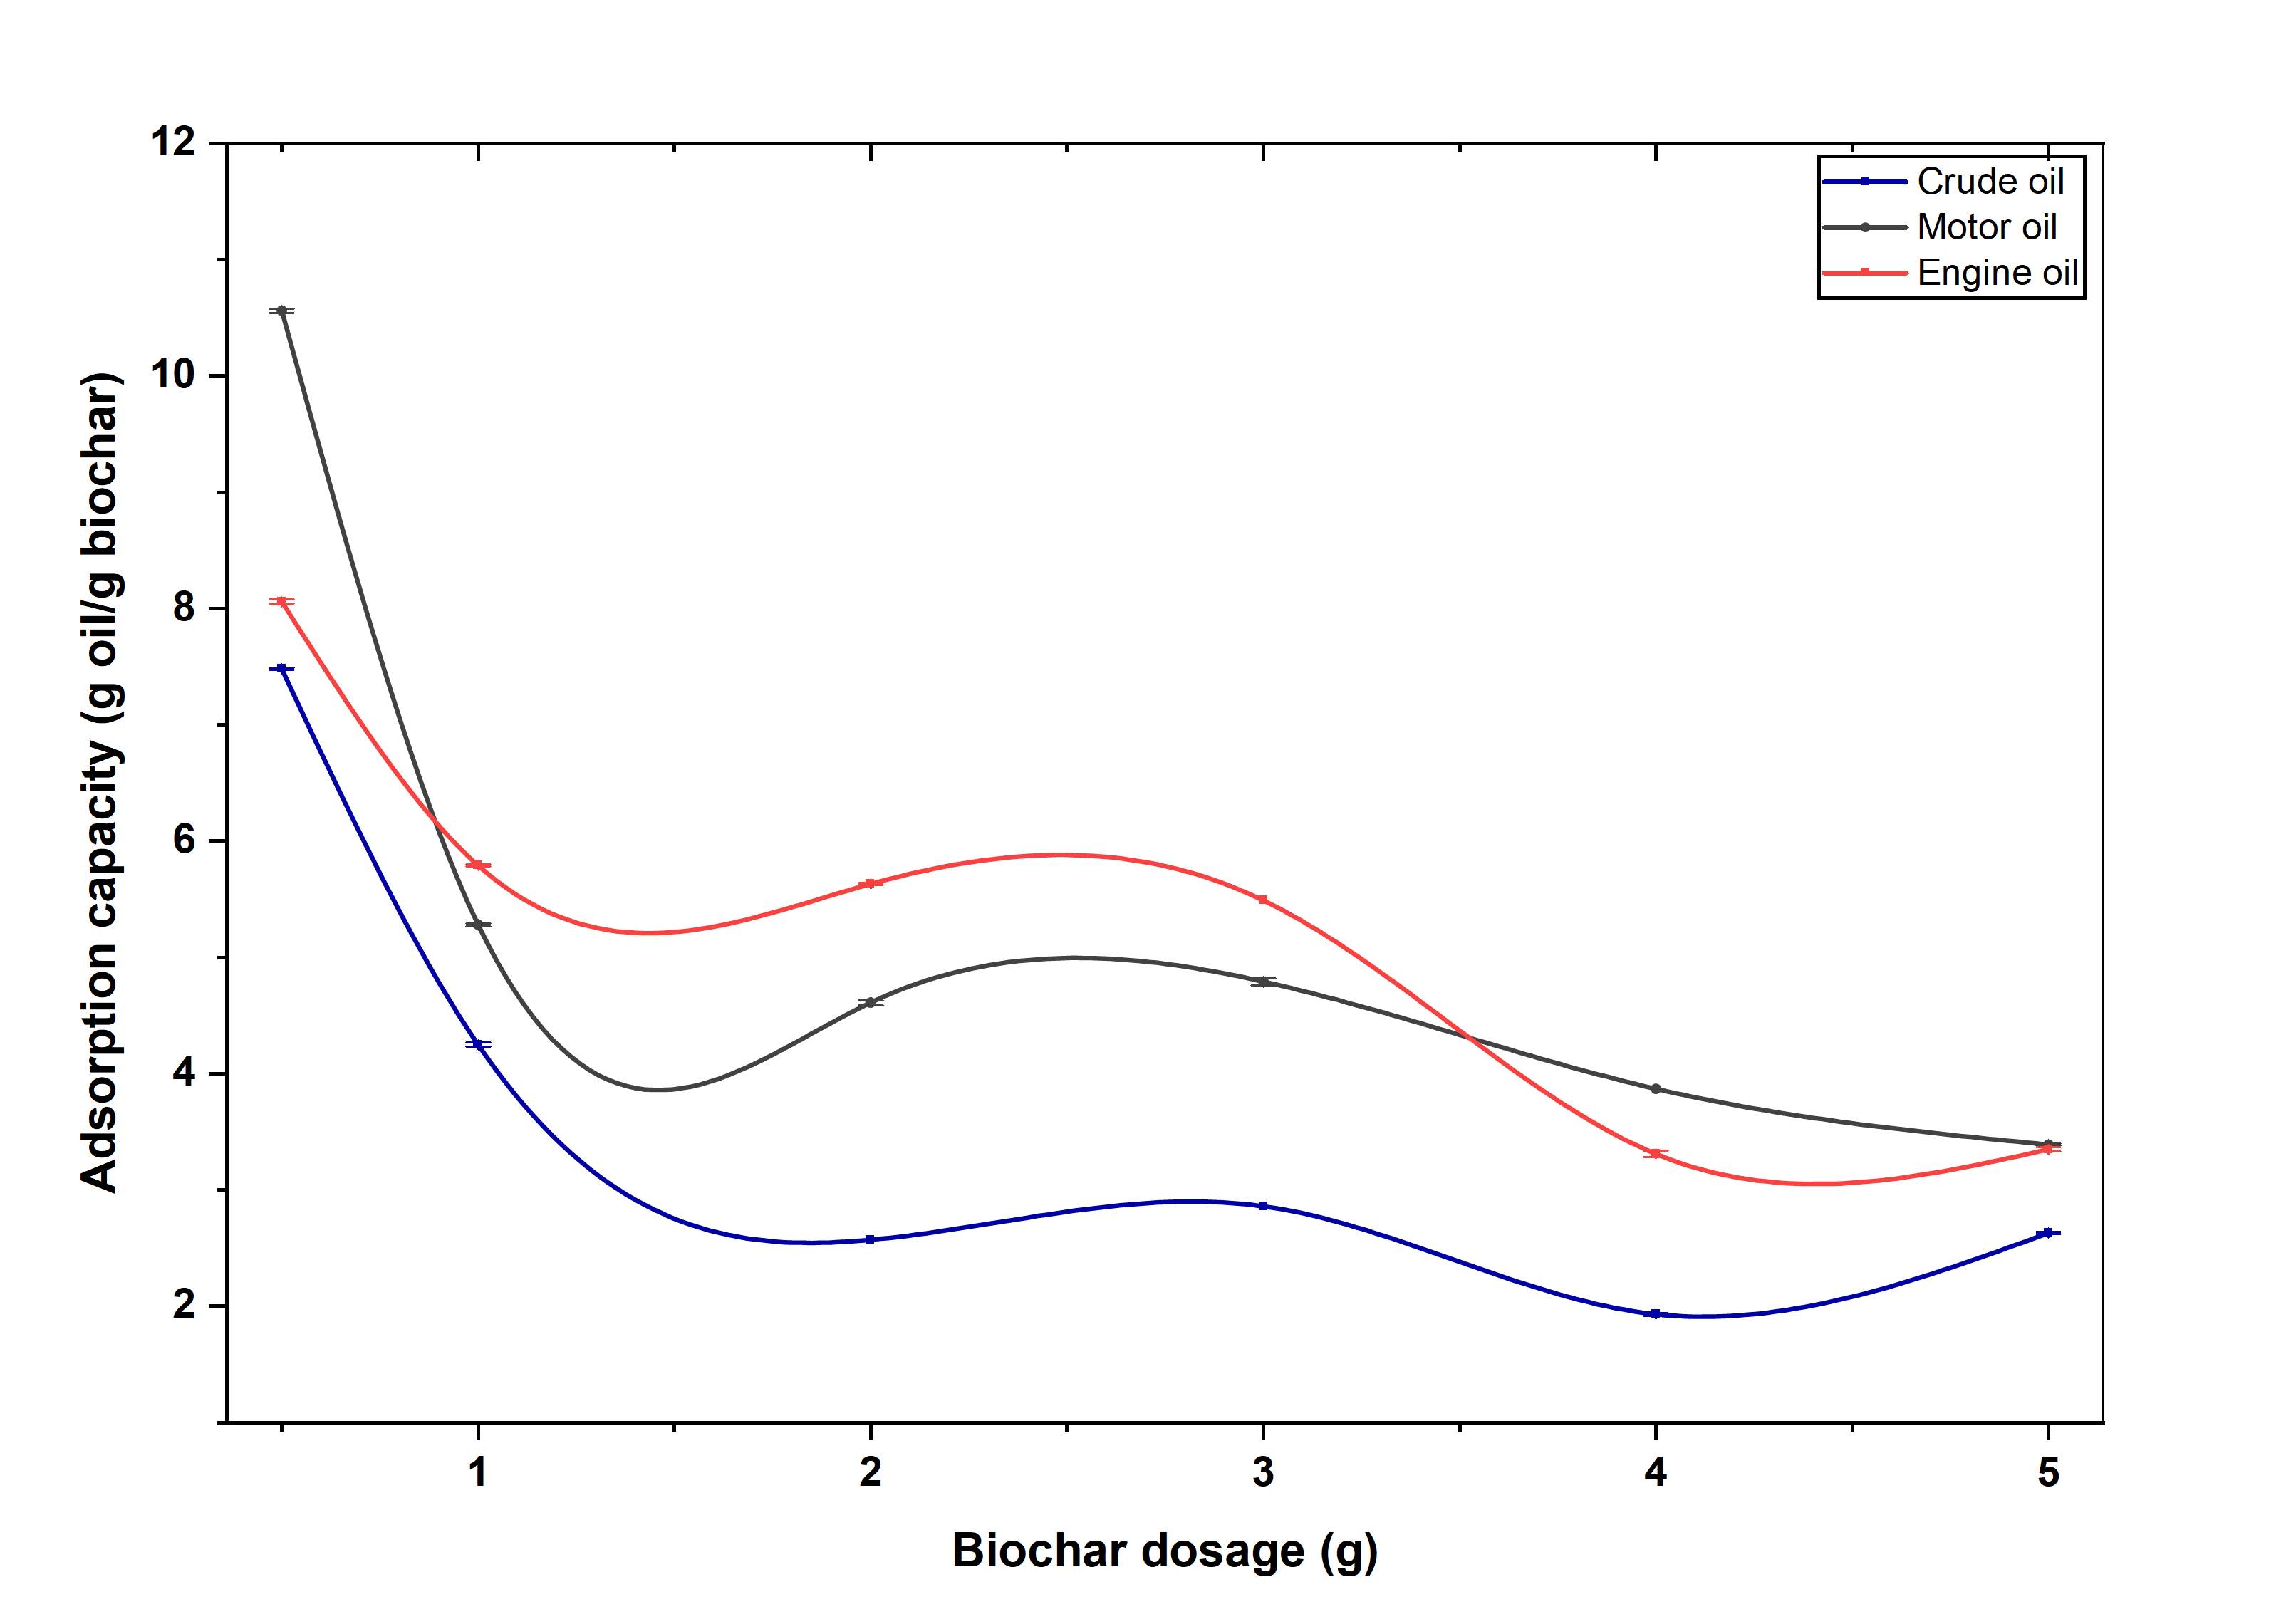 12
10
8
6
4
2
Adsorption capacity (g oil/g biochar)
Crude oil
Motor oil
Engine oil
1 2 3 4 5
Biochar dosage (g)